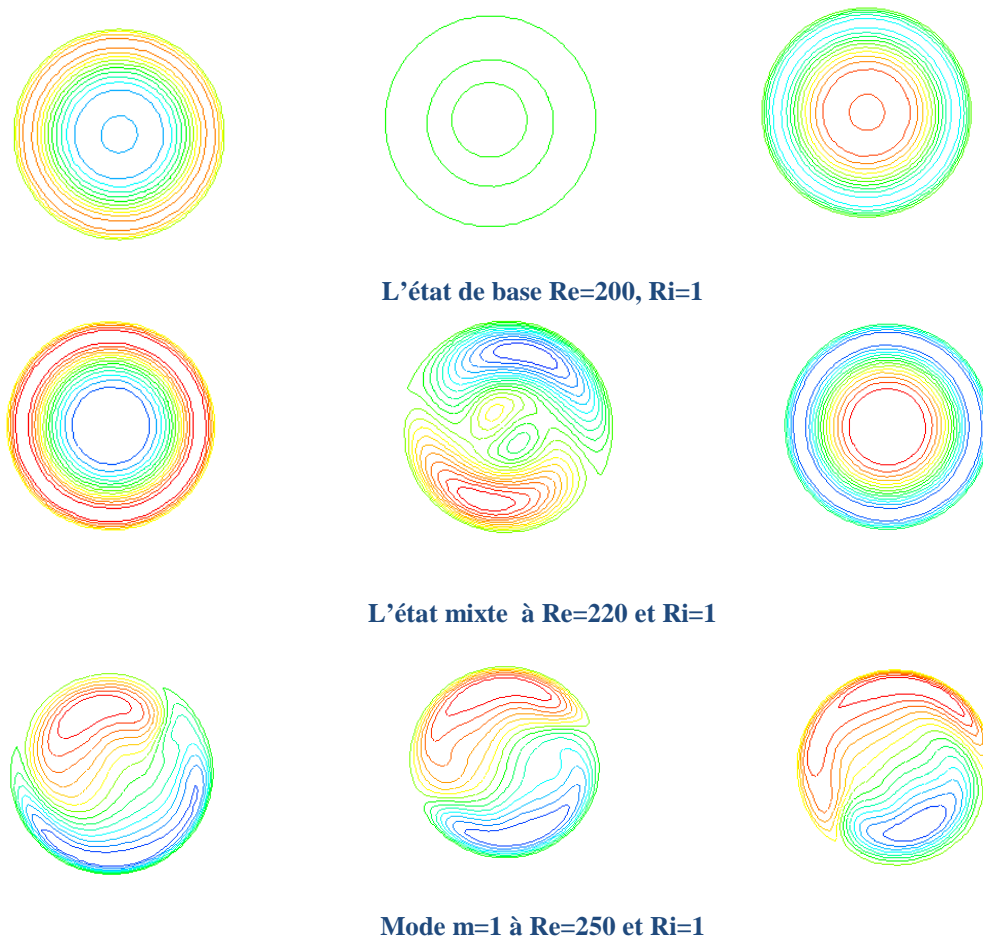 L’état de base Re=200, Ri=1
L’état mixte à Re=220 et Ri=1
Mode m=1 à Re=250 et Ri=1